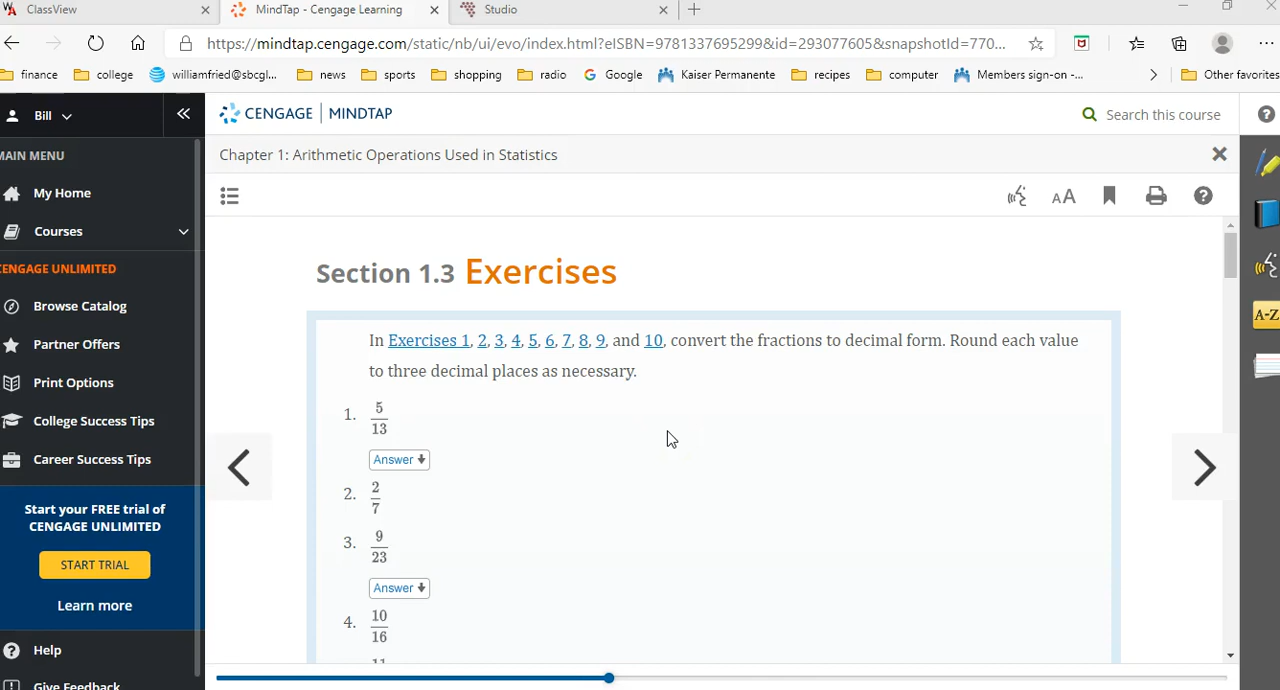 ClassView
MindTap - Cengage Learning
Studio
https://mindtap.cengage.com/static/nb/ui/evo/index.html?eISBN=9781337695299&id=293077605&snapshotId=770...
finance college williamfried@sbcgl... news sports shopping radio Google Kaiser Permanente recipes computer Members sign-on -... Other favorites
Bill
CENGAGE | MINDTAP
Search this course
MAIN MENU
Chapter 1: Arithmetic Operations Used in Statistics
My Home
AA
Courses
CENGAGE UNLIMITED
Browse Catalog
Partner Offers
Print Options
College Success Tips
Career Success Tips
Start your FREE trial of
CENGAGE UNLIMITED
START TRIAL
Learn more
Help
Give Feedback
Section 1.3 Exercises
In Exercises 1, 2, 3, 4, 5, 6, 7, 8, 9, and 10, convert the fractions to decimal form. Round each value
to three decimal places as necessary.
1. 5/13
Answer
2. 2/7
3. 9/23
Answer
4. 10/16
11
A-Z